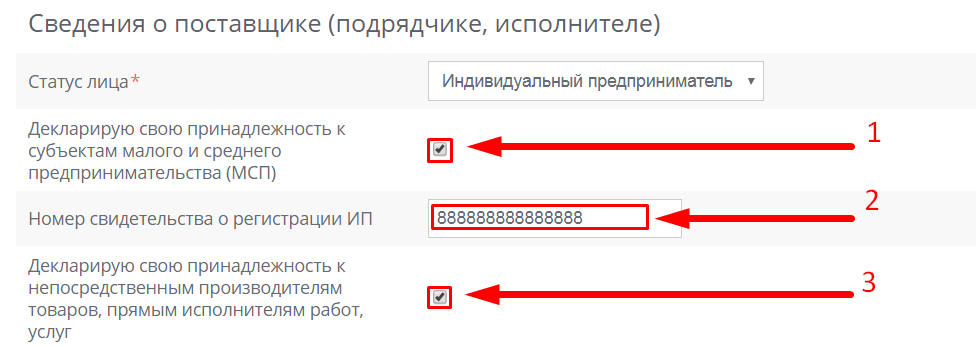 Сведения о поставщике (подрядчике, исполнителе)
Статус лица* Индивидуальный предприниматель
Декларирую свою принадлежность к
субъектам малого и среднего
предпринимательства (МСП)
1
Номер свидетельства о регистрации ИП 888888888888888
2
Декларирую свою принадлежность к
непосредственным производителям
товаров, прямым исполнителям работ,
услуг
3